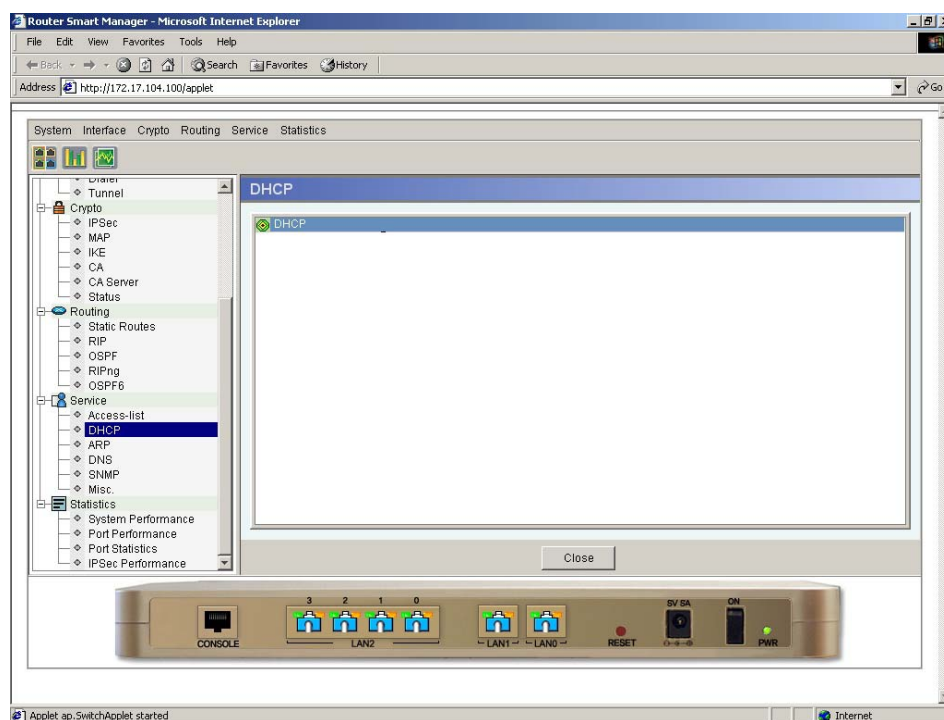 Router Smart Manager - Microsoft Internet Explorer
File Edit View Favorites Tools Help
Back Search Favorites History
Address http://172.17.104.100/applet Go
System Interface Crypto Routing Service Statistics
Tunnel
Crypto
IPSec
MAP
IKE
CA
CA Server
Status
Routing
Static Routes
RIP
OSPF
RIPng
OSPF6
Service
Access-list
DHCP
ARP
DNS
SNMP
Misc.
Statistics
System Performance
Port Performance
Port Statistics
IPSec Performance
DHCP
DHCP
Close
3 2 1 0
5V 5A ON
CONSOLE LAN2 LAN1 LAN0 RESET PWR
Applet ap.SwitchApplet started Internet